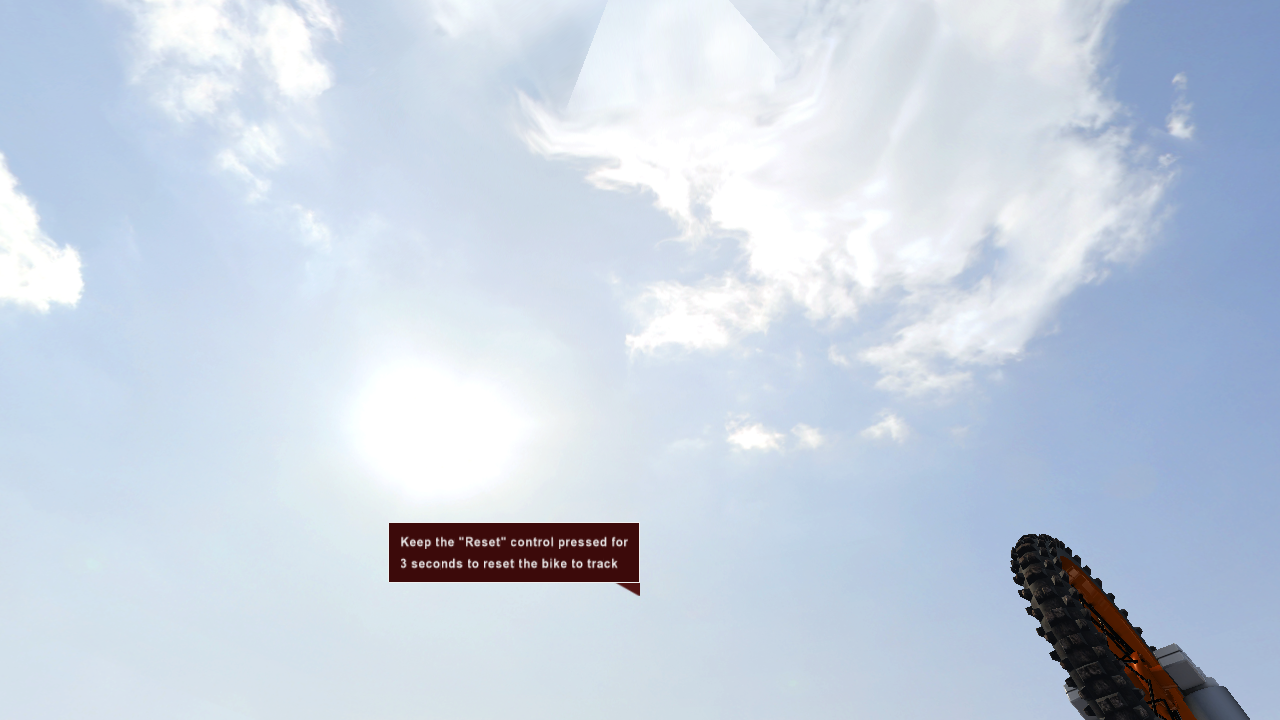 Keep the "Reset" control pressed for
3 seconds to reset the bike to track